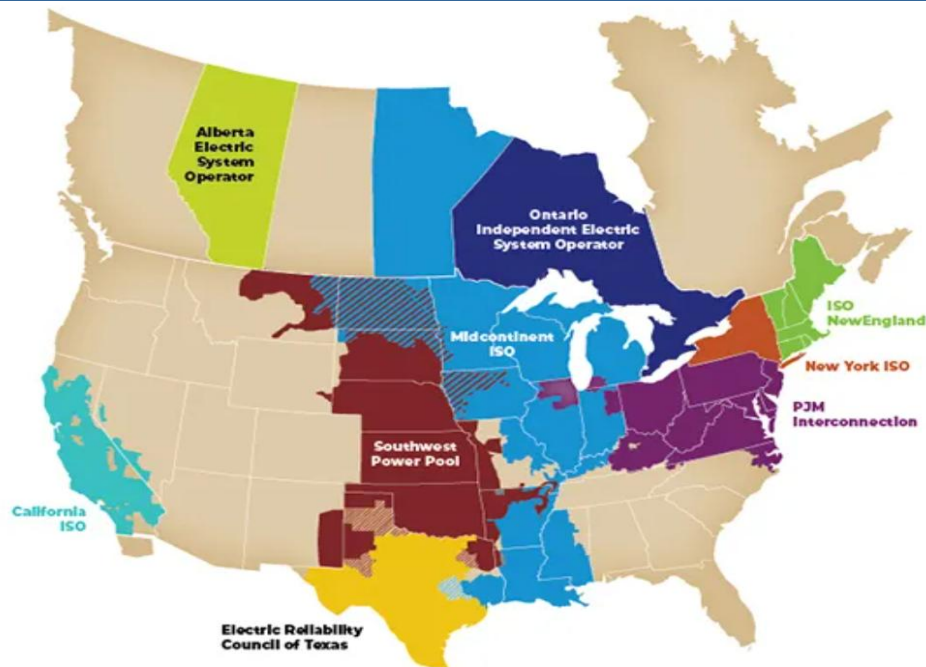 Alberta
Electric
System
Operator
Ontario
Independent Electric
System Operator
Midcontinent
ISO
ISO
NewEngland
New York ISO
PJM
Interconnection
Southwest
Power Pool
California
ISO
Electric Reliability
Council of Texas